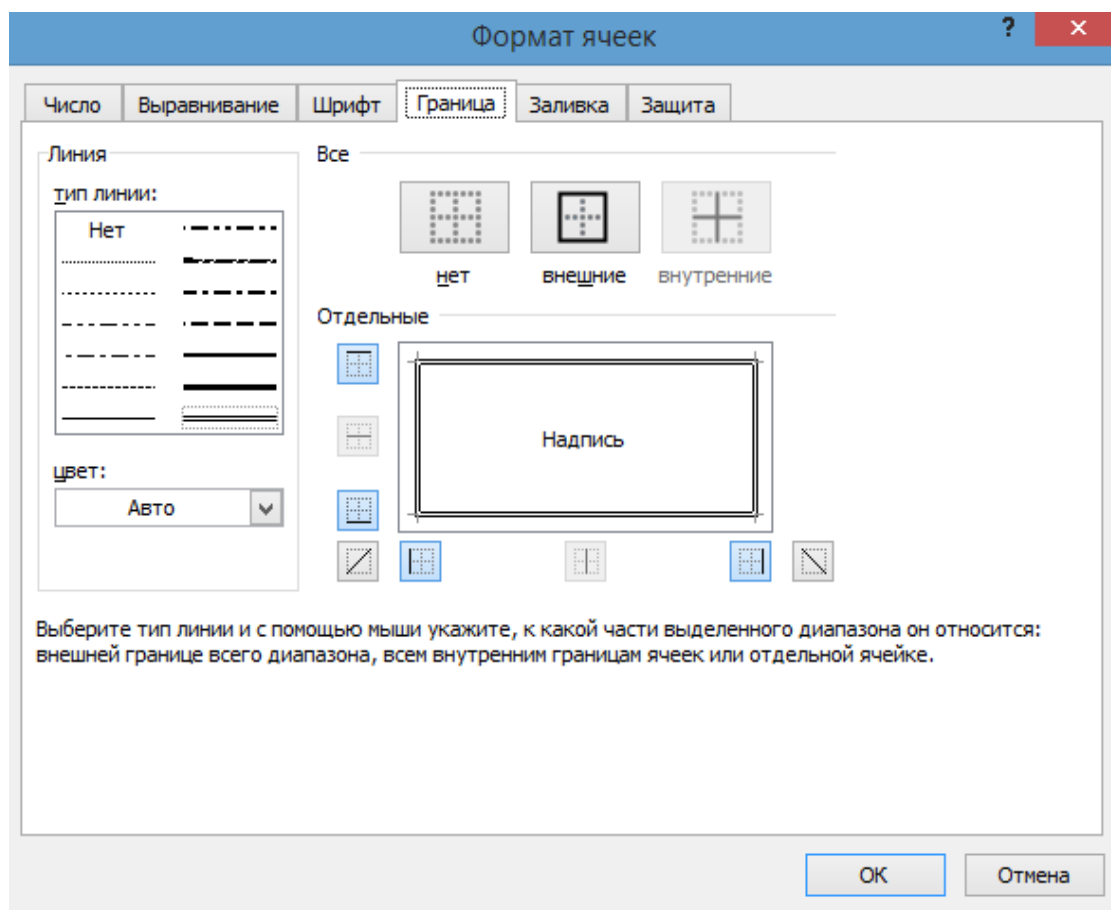 Формат ячеек
?
Число Выравнивание Шрифт Граница Заливка Защита
Линия
тип линии:
Нет
цвет:
Авто
Все
нет внешние внутренние
Отдельные
Надпись
Выберите тип линии и с помощью мыши укажите, к какой части выделенного диапазона он относится:
внешней границе всего диапазона, всем внутренним границам ячеек или отдельной ячейке.
ОК Отмена